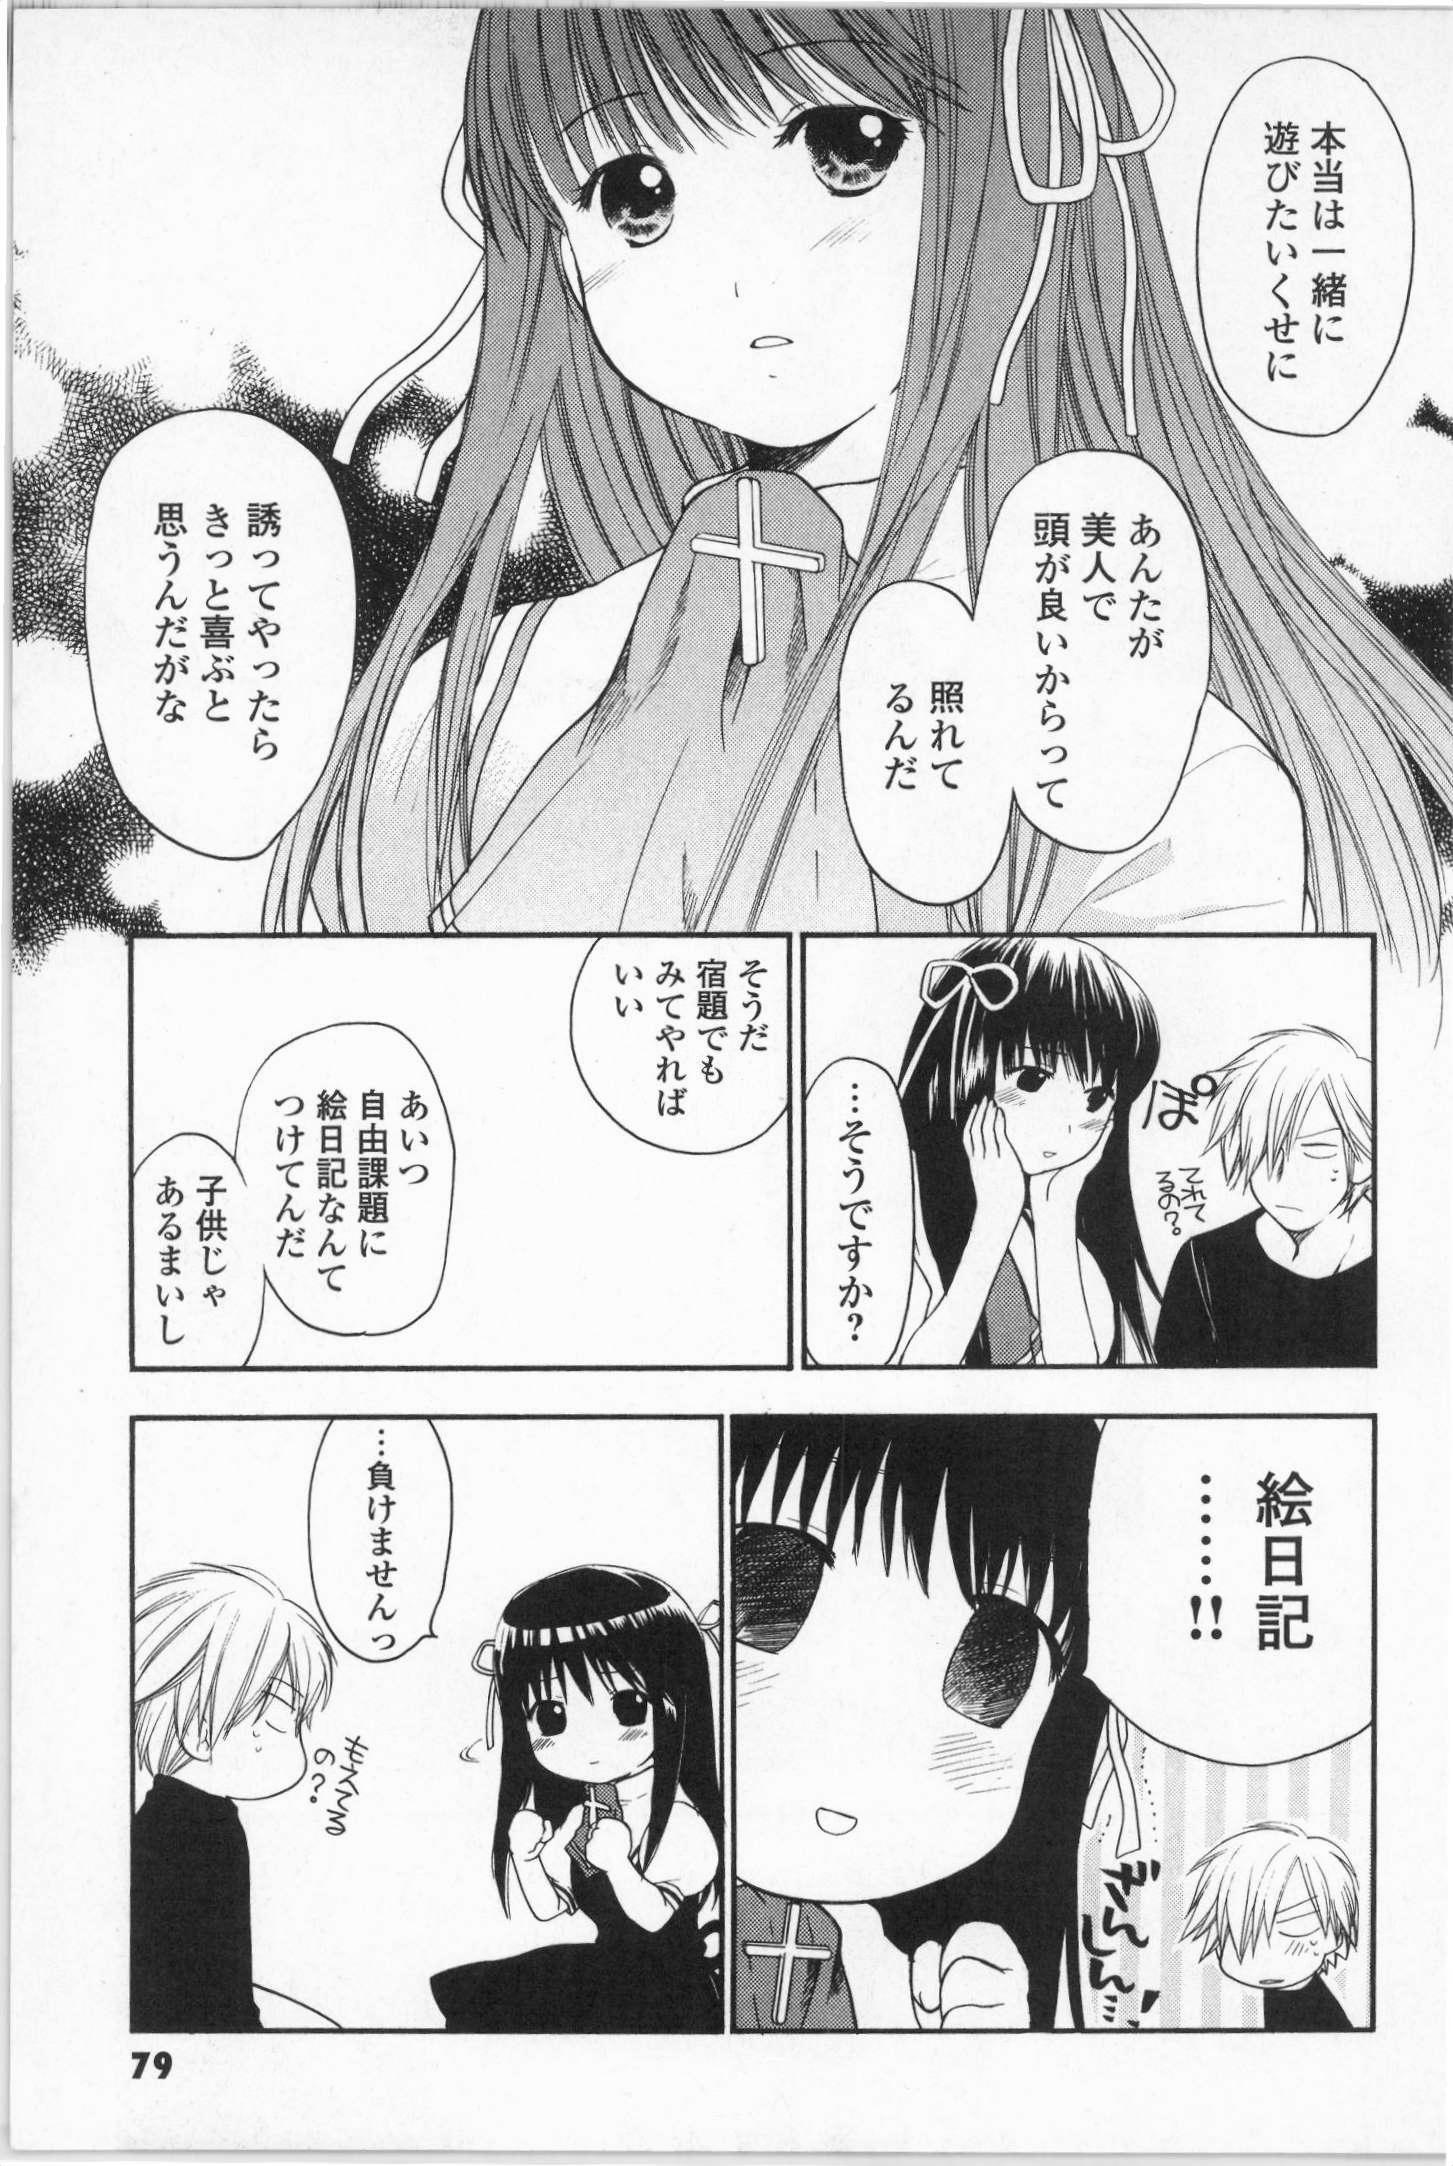 本当は一緒に
遊びたいくせに
あんたが
美人で
頭が良いからって
照れて
るんだ
誘ってやったら
きっと喜ぶと
思うんだがな
ぽ
てれて
るの？
…そうですか？
そうだ
宿題でも
みてやれば
いい
あいつ
自由課題に
絵日記なんて
つけてんだ
子供じゃ
あるまいし
絵日記
………!!
ざん
しん…!
…負けませんっ
もえてる
の？
79